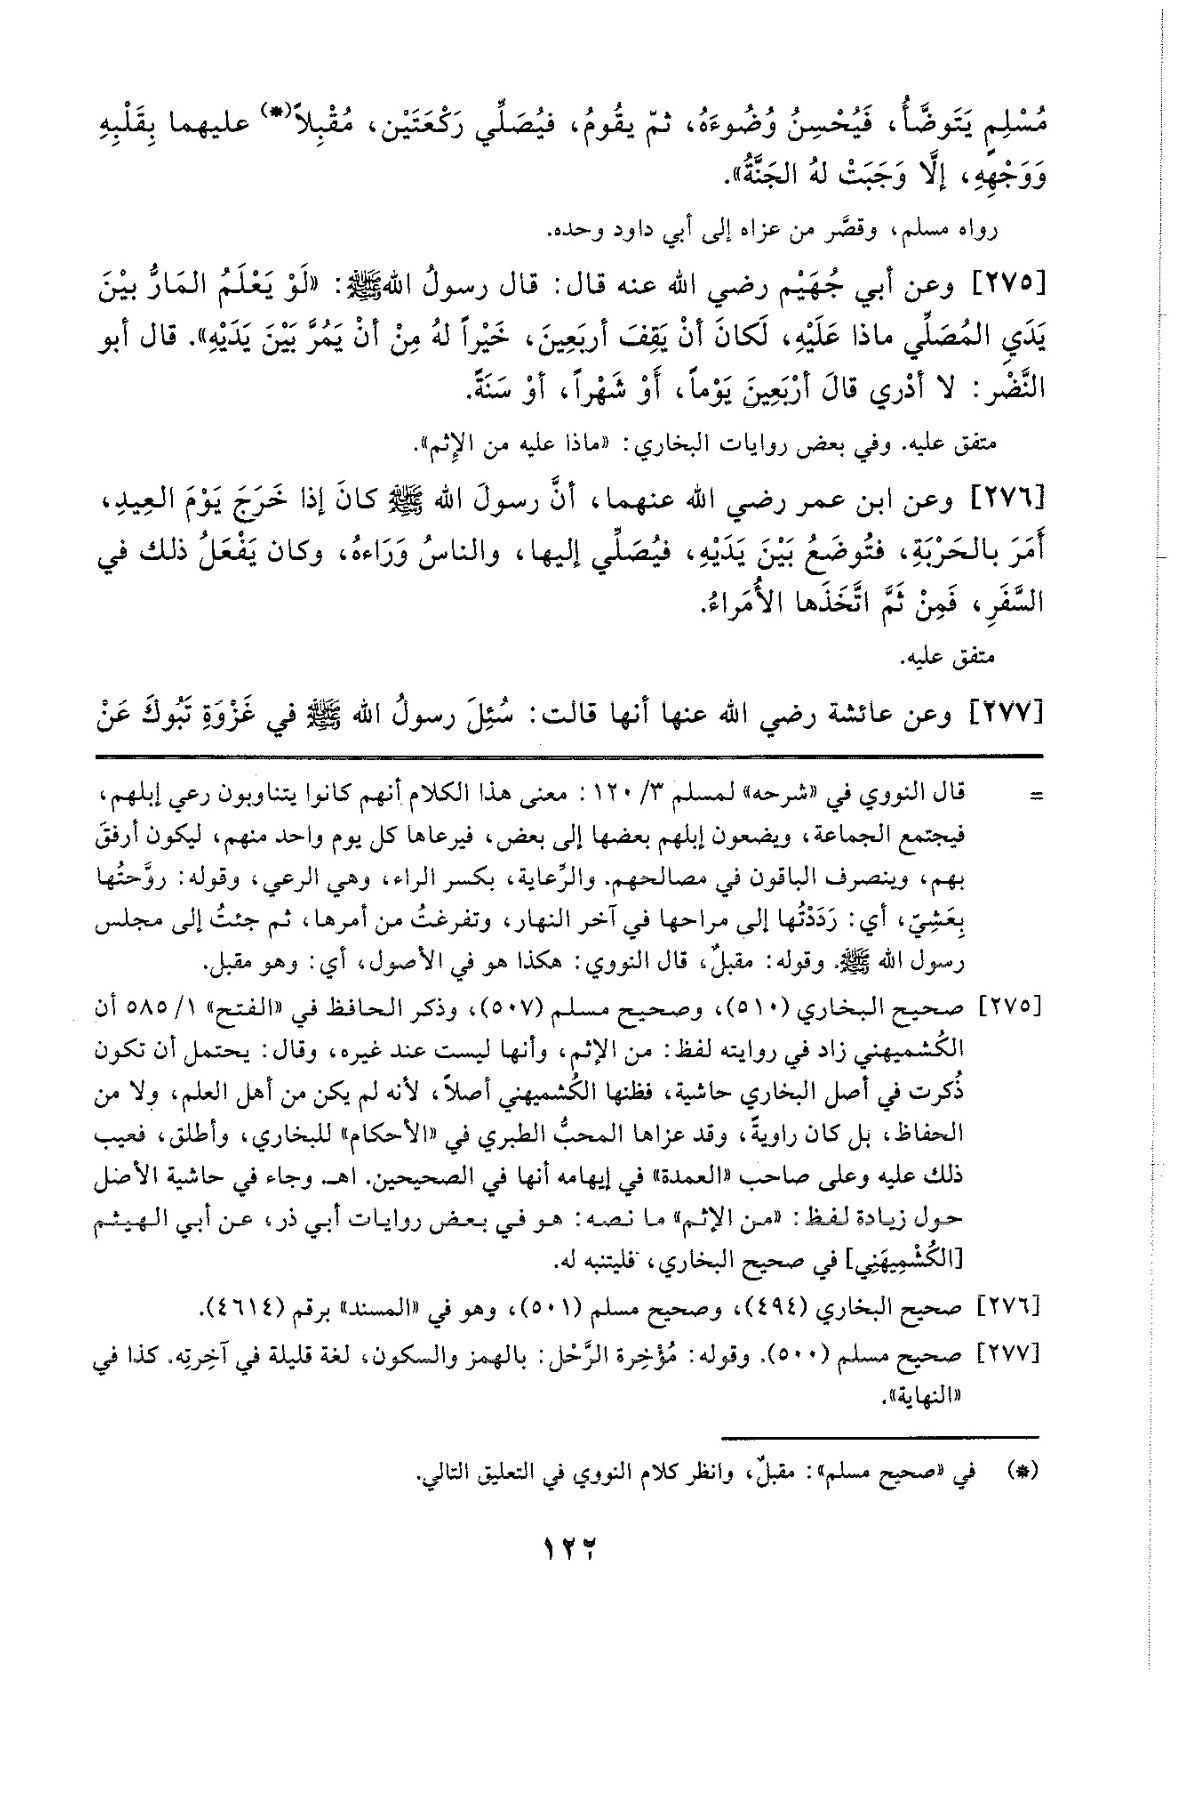 مُسْلِمٍ يَتَوضَّأُ، فَيُحْسِنُ وُضُوءَهُ، ثمّ يقُومُ، فيُصَلِّي رَكْعَتَيْن، مُقْبِلاً(*) عليهما بِقَلْبِهِ
وَوَجْهِهِ، إلَّا وَجَبَتْ لهُ الجَنَّةُ».
رواه مسلم، وقصَّر من عزاه إلى أبي داود وحده.
[٢٧٥] وعن أبي جُهَيْم رضي الله عنه قال: قال رسولُ اللهﷺ: «لَوْ يَعْلَمُ المَارُّ بيْنَ
يَدَيِ المُصَلِّي ماذا عَلَيْهِ، لَكانَ أنْ يَقِفَ أربَعِينَ، خَيْراً لهُ مِنْ أنْ يَمُرَّ بَيْنَ يَدَيْهِ». قال أبو
النَّضْر: لا أدْري قالَ أرْبَعِينَ يَوْماً، أَوْ شَهْراً، أوْ سَنَةً.
متفق عليه. وفي بعض روايات البخاري: «ماذا عليه من الإِثم».
[٢٧٦] وعن ابن عمر رضي الله عنهما، أنَّ رسولَ الله ﷺ كانَ إذا خَرَجَ يَوْمَ العِيدِ،
أَمَرَ بالحَرْبَةِ، فتُوضَعُ بَيْنَ يَدَيْهِ، فيُصَلِّي إليها، والناسُ وَرَاءهُ، وكان يَفْعَلُ ذلك في
السَّفَرِ، فَمِنْ ثَمَّ اتَّخَذَها الأُمَراءُ.
متفق عليه.
[٢٧٧] وعن عائشة رضي الله عنها أنها قالت: سُئِلَ رسولُ الله ﷺ في غَزْوَةِ تَبُوكَ عَنْ
= قال النووي في «شرحه» لمسلم ٣/ ١٢٠: معنى هذا الكلام أنهم كانوا يتناوبون رعي إبلهم،
فيجتمع الجماعة، ويضعون إبلهم بعضها إلى بعض، فيرعاها كل يوم واحد منهم، ليكون أرفقَ
بهم، وينصرف الباقون في مصالحهم. والرِّعاية، بكسر الراء، وهي الرعي، وقوله: روَّحتُها
بِعَشِيّ، أي: رَدَدْتُها إلى مراحها في آخر النهار، وتفرغتُ من أمرها، ثم جئتُ إلى مجلس
رسول الله ﷺ. وقوله: مقبلٌ، قال النووي: هكذا هو في الأصول، أي: وهو مقبل.
[٢٧٥] صحيح البخاري (٥١٠)، وصحيح مسلم (٥٠٧)، وذكر الحافظ في «الفتح» ١/ ٥٨٥ أن
الكُشميهني زاد في روايته لفظ: من الإثم، وأنها ليست عند غيره، وقال: يحتمل أن تكون
ذُكرت في أصل البخاري حاشية، فظنها الكُشميهني أصلاً، لأنه لم يكن من أهل العلم، ولا من
الحفاظ، بل كان راويةً، وقد عزاها المحبُّ الطبري في «الأحكام» للبخاري، وأطلق، فعيب
ذلك عليه وعلى صاحب «العمدة» في إيهامه أنها في الصحيحين. اهـ. وجاء في حاشية الأصل
حول زيادة لفظ: «من الإثم» ما نصه: هو في بعض روايات أبي ذر، عن أبي الهيثم
[الكُشْمِيهَنِي] في صحيح البخاري، فليتنبه له.
[٢٧٦] صحيح البخاري (٤٩٤)، وصحيح مسلم (٥٠١)، وهو في «المسند» برقم (٤٦١٤).
[٢٧٧] صحيح مسلم (٥٠٠). وقوله: مُؤْخِرة الرَّحْل: بالهمز والسكون، لغة قليلة في آخِرتِه. كذا في
«النهاية».
(*) في «صحيح مسلم»: مقبلٌ، وانظر كلام النووي في التعليق التالي.
١٢٢